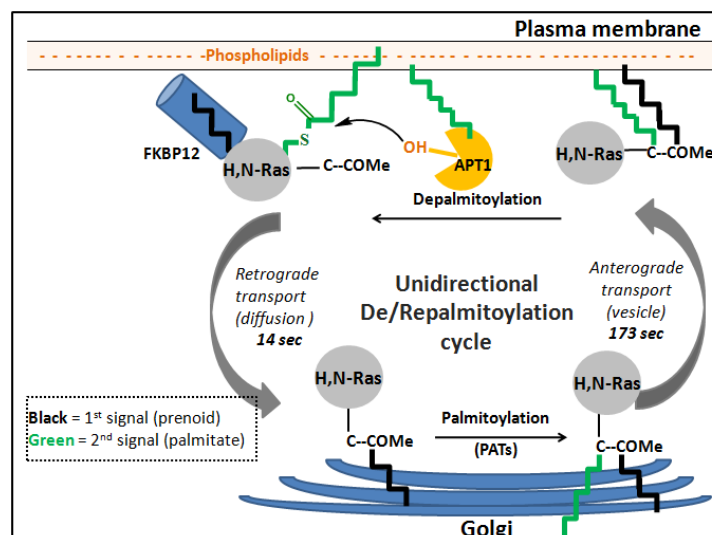 Plasma membrane
-Phospholipids
O
S
FKBP12
H,N-Ras
C--COMe
OH
APT1
H,N-Ras
C--COMe
Depalmitoylation
Retrograde
transport
(diffusion )
14 sec
Unidirectional
De/Repalmitoylation
cycle
Anterograde
transport
(vesicle)
173 sec
H,N-Ras
H,N-Ras
Black = 1st signal (prenoid)
Green = 2nd signal (palmitate)
Palmitoylation
(PATs)
C--COMe
C--COMe
Golgi